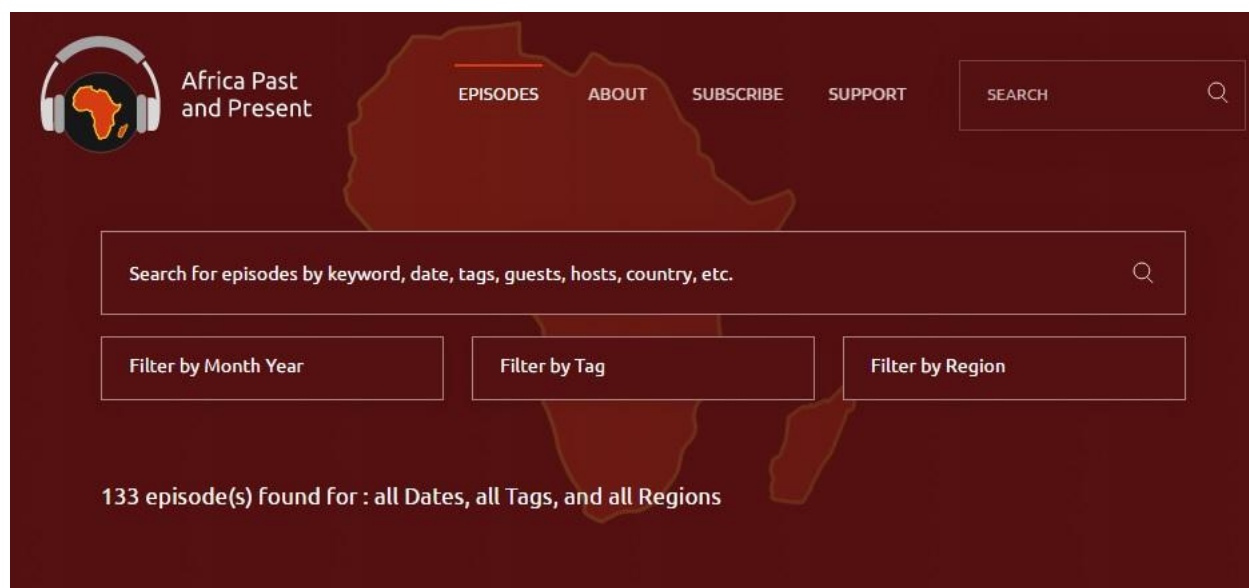 Africa Past
and Present
EPISODES ABOUT SUBSCRIBE SUPPORT SEARCH
Search for episodes by keyword, date, tags, guests, hosts, country, etc.
Filter by Month Year Filter by Tag Filter by Region
133 episode(s) found for : all Dates, all Tags, and all Regions